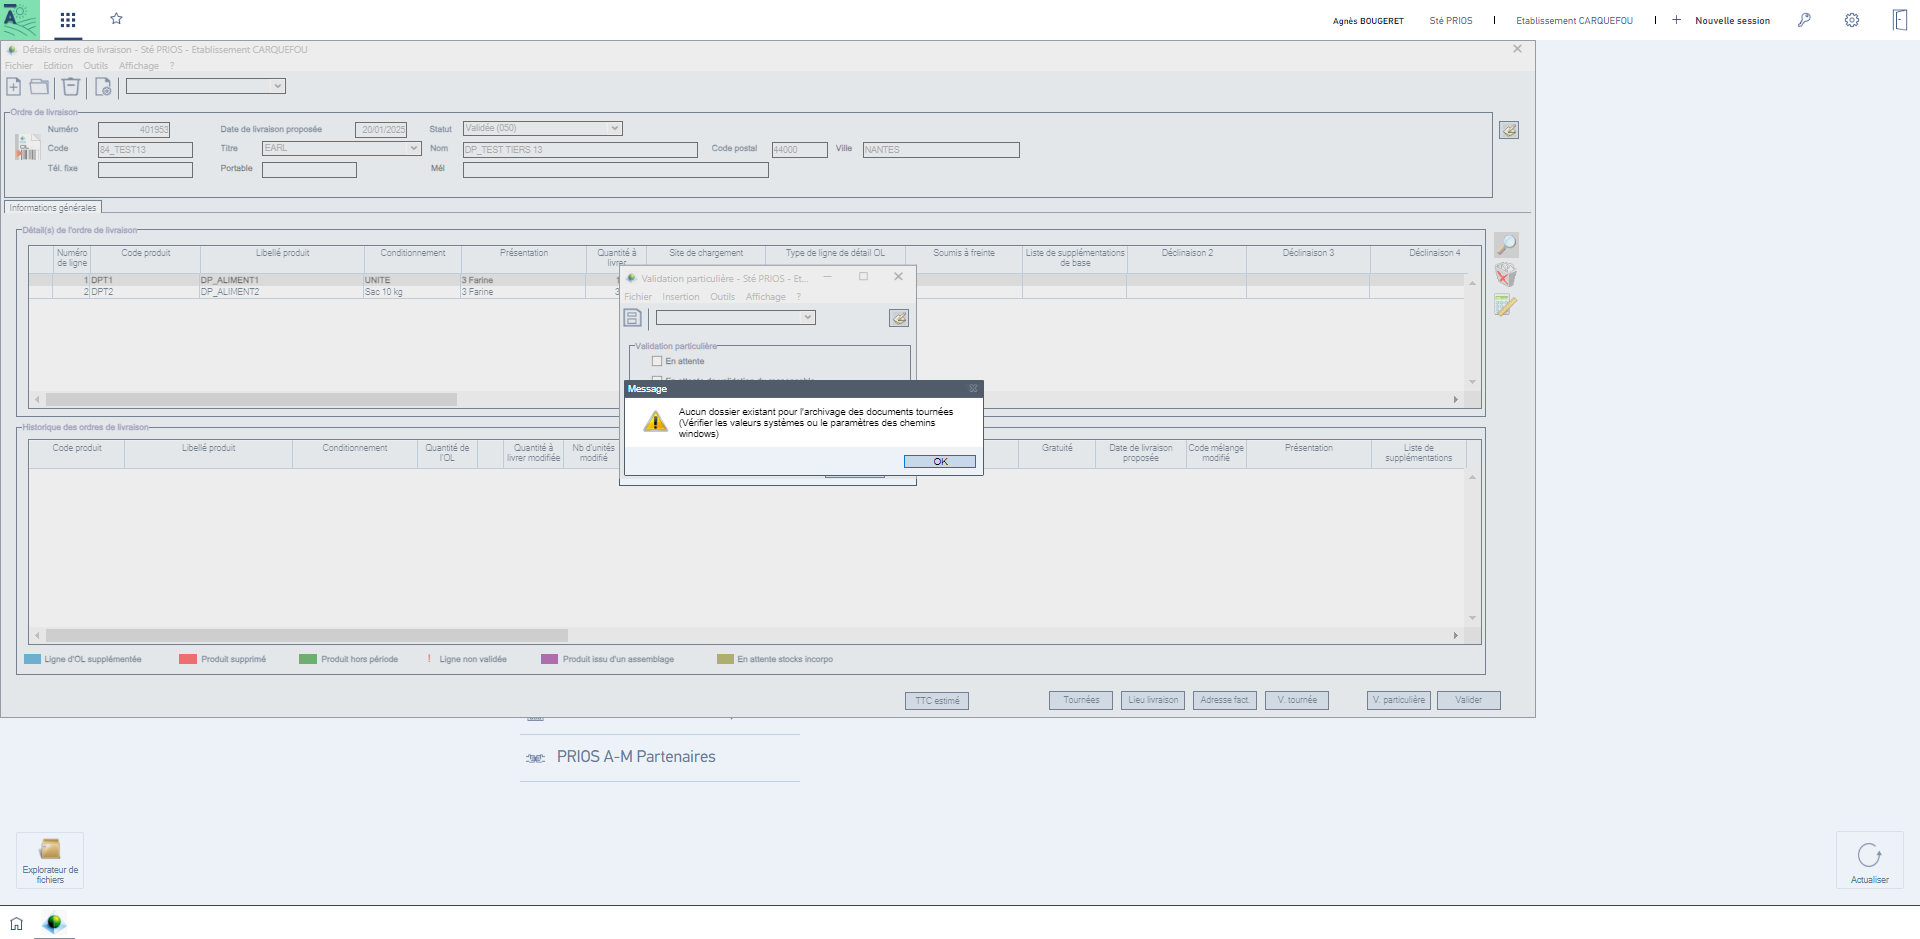 Agnès BOUGERET
Sté PRIOS
Etablissement CARQUEFOU
Nouvelle session
Détails ordres de livraison - Sté PRIOS - Etablissement CARQUEFOU
Fichier Edition Outils Affichage ?
Ordre de livraison
Numéro 401953 Date de livraison proposée 20/01/2025 Statut Validée (050)
Code 84_TEST13 Titre EARL Nom DP_TEST TIERS 13 Code postal 44000 Ville NANTES
Tél. fixe Portable Mél
Informations générales
Détail(s) de l'ordre de livraison
Numéro de ligne Code produit Libellé produit Conditionnement Présentation Quantité à livrer Site de chargement Type de ligne de détail OL Soumis à freinte Liste de supplémentations de base Déclinaison 2 Déclinaison 3 Déclinaison 4
1 DPT1 DP_ALIMENT1 UNITE 3 Farine
2 DPT2 DP_ALIMENT2 Sac 10 kg 3 Farine 3
Validation particulière - Sté PRIOS - Et...
Fichier Insertion Outils Affichage ?
Validation particulière
En attente
Message
Aucun dossier existant pour l'archivage des documents tournées
(Vérifier les valeurs systèmes ou le paramètres des chemins
windows)
OK
Historique des ordres de livraison
Code produit Libellé produit Conditionnement Quantité de l'OL Quantité à livrer modifiée Nb d'unités modifié Gratuité Date de livraison proposée Code mélange modifié Présentation Liste de supplémentations
Ligne d'OL supplémentée Produit supprimé Produit hors période ! Ligne non validée Produit issu d'un assemblage En attente stocks incorpo
TTC estimé Tournées Lieu livraison Adresse fact. V. tournée V. particulière Valider
PRIOS A-M Partenaires
Explorateur de
fichiers
Actualiser